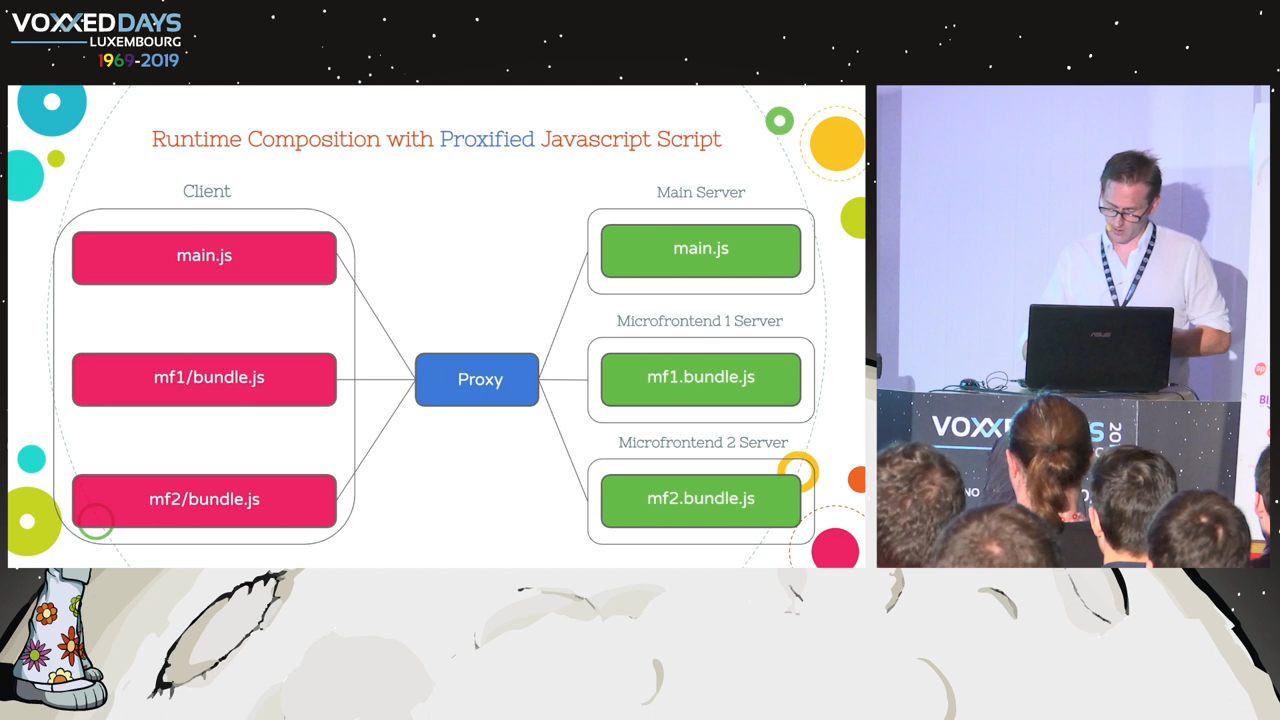 VOXXEDDAYS
LUXEMBOURG
1969-2019
Runtime Composition with Proxified Javascript Script
Client
main.js
mf1/bundle.js
mf2/bundle.js
Proxy
Main Server
main.js
Microfrontend 1 Server
mf1.bundle.js
Microfrontend 2 Server
mf2.bundle.js
ASUS